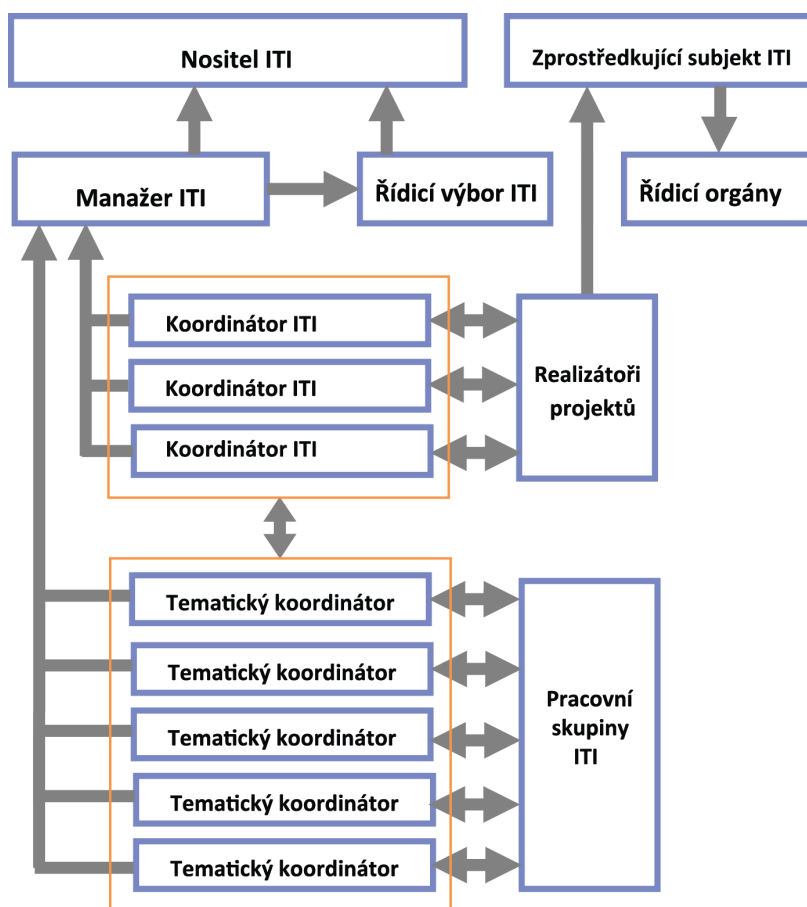 Nositel ITI
Zprostředkující subjekt ITI
Manažer ITI
Řídicí výbor ITI
Řídicí orgány
Koordinátor ITI
Koordinátor ITI
Koordinátor ITI
Realizátoři
projektů
Tematický koordinátor
Tematický koordinátor
Tematický koordinátor
Tematický koordinátor
Tematický koordinátor
Pracovní
skupiny
ITI